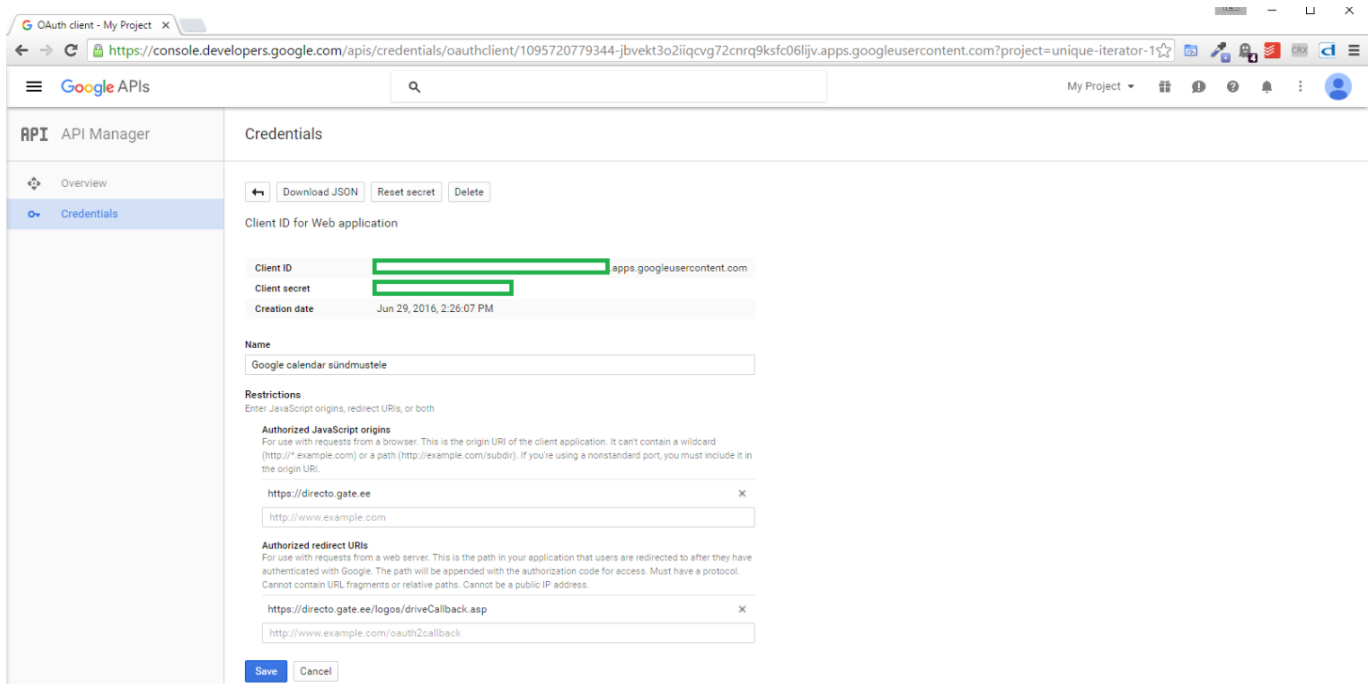 OAuth client - My Project
https://console.developers.google.com/apis/credentials/oauthclient/1095720779344-jbvekt3o2iiqcvg72cnrq9ksfc06lijv.apps.googleusercontent.com?project=unique-iterator-1
Google APIs
My Project
API API Manager
Credentials
Overview
Credentials
Download JSON Reset secret Delete
Client ID for Web application
Client ID .apps.googleusercontent.com
Client secret
Creation date Jun 29, 2016, 2:26:07 PM
Name
Google calendar sündmustele
Restrictions
Enter JavaScript origins, redirect URIs, or both
Authorized JavaScript origins
For use with requests from a browser. This is the origin URI of the client application. It can't contain a wildcard
(http://*.example.com) or a path (http://example.com/subdir). If you're using a nonstandard port, you must include it in
the origin URI.
https://directo.gate.ee
http://www.example.com
Authorized redirect URIs
For use with requests from a web server. This is the path in your application that users are redirected to after they have
authenticated with Google. The path will be appended with the authorization code for access. Must have a protocol.
Cannot contain URL fragments or relative paths. Cannot be a public IP address.
https://directo.gate.ee/logos/driveCallback.asp
http://www.example.com/oauth2callback
Save Cancel